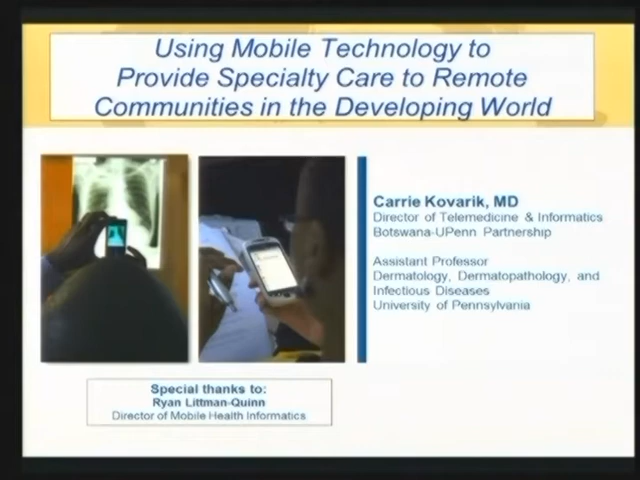 Using Mobile Technology to
Provide Specialty Care to Remote
Communities in the Developing World
Carrie Kovarik, MD
Director of Telemedicine & Informatics
Botswana-UPenn Partnership
Assistant Professor
Dermatology, Dermatopathology, and
Infectious Diseases
University of Pennsylvania
Special thanks to:
Ryan Littman-Quinn
Director of Mobile Health Informatics